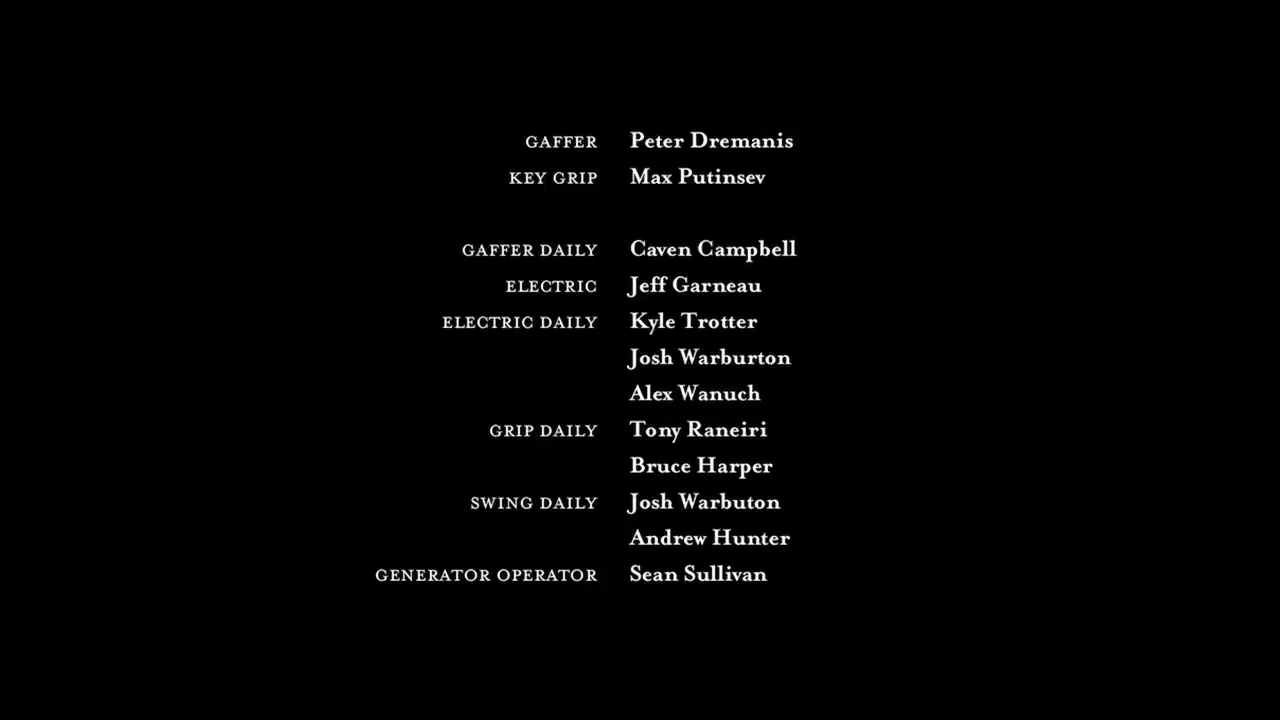 GAFFER Peter Dremanis
KEY GRIP Max Putinsev
GAFFER DAILY Caven Campbell
ELECTRIC Jeff Garneau
ELECTRIC DAILY Kyle Trotter
Josh Warburton
Alex Wanuch
GRIP DAILY Tony Raneiri
Bruce Harper
SWING DAILY Josh Warbuton
Andrew Hunter
GENERATOR OPERATOR Sean Sullivan